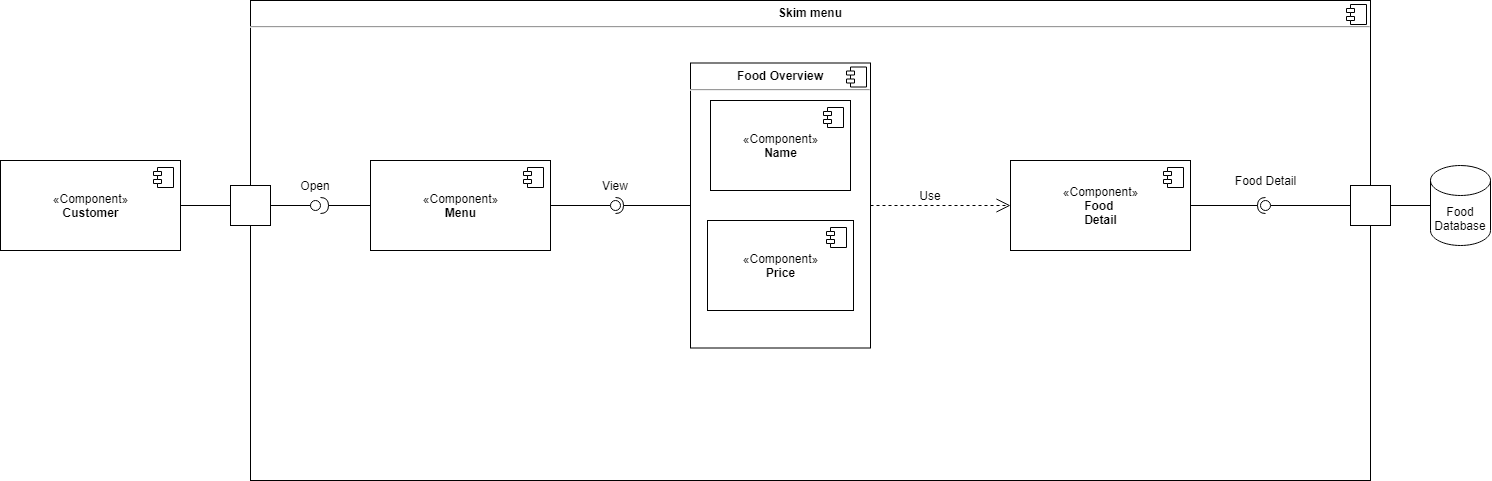 Skim menu
Food Overview
«Component»
Name
«Component»
Customer
Open
«Component»
Menu
View
«Component»
Price
Use
«Component»
Food
Detail
Food Detail
Food
Database